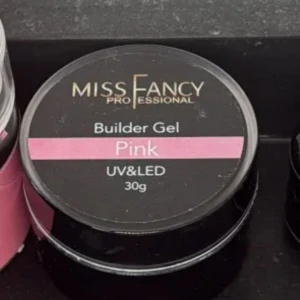 MISS FANCY
PROFESSIONAL
Builder Gel
Pink
UV&LED
30g